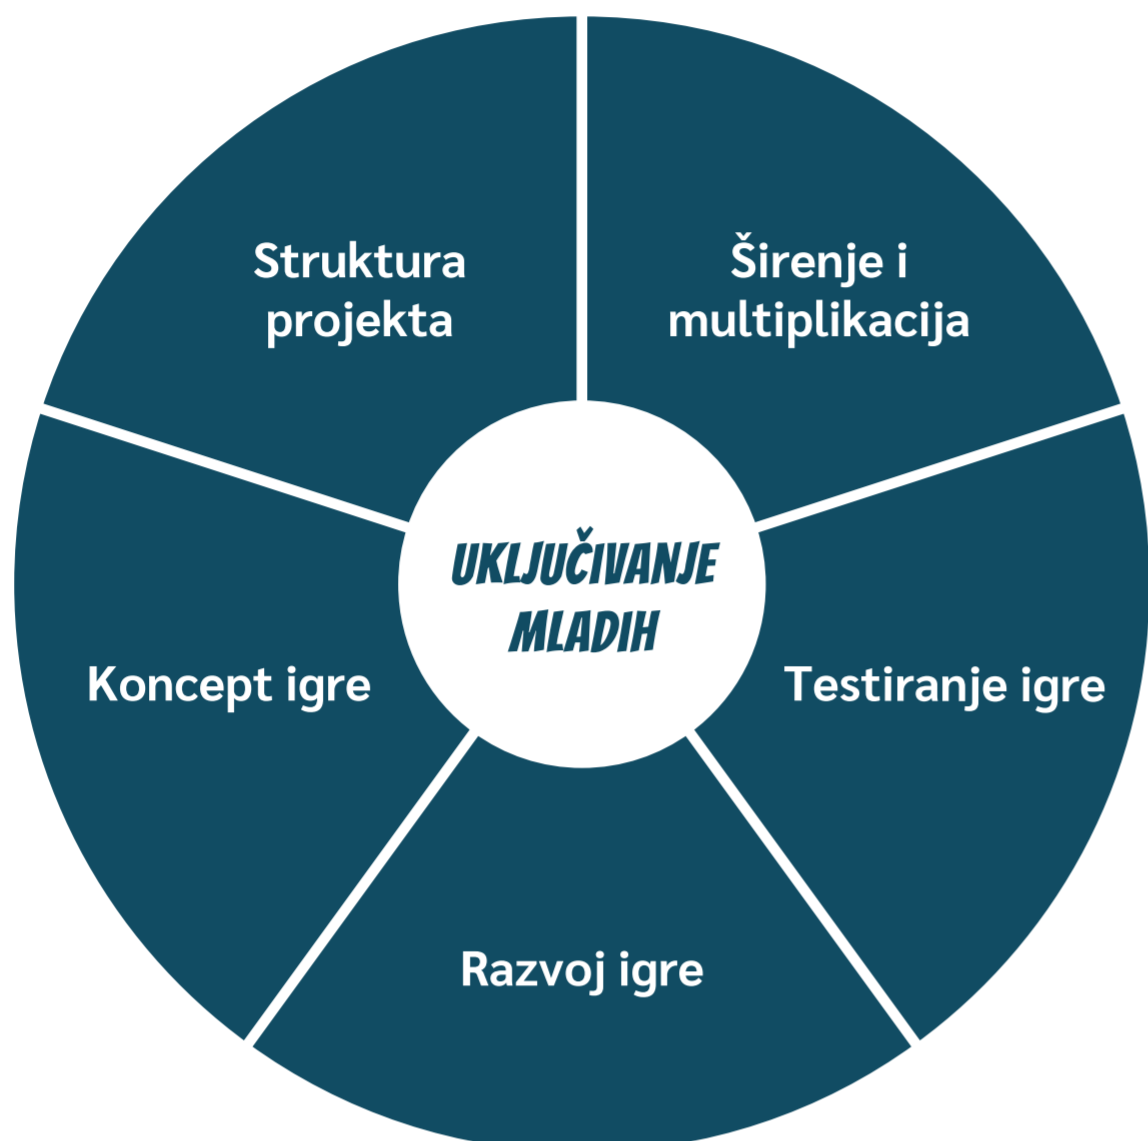 Struktura
projekta
Širenje i
multiplikacija
UKLJUČIVANJE
MLADIH
Koncept igre
Testiranje igre
Razvoj igre